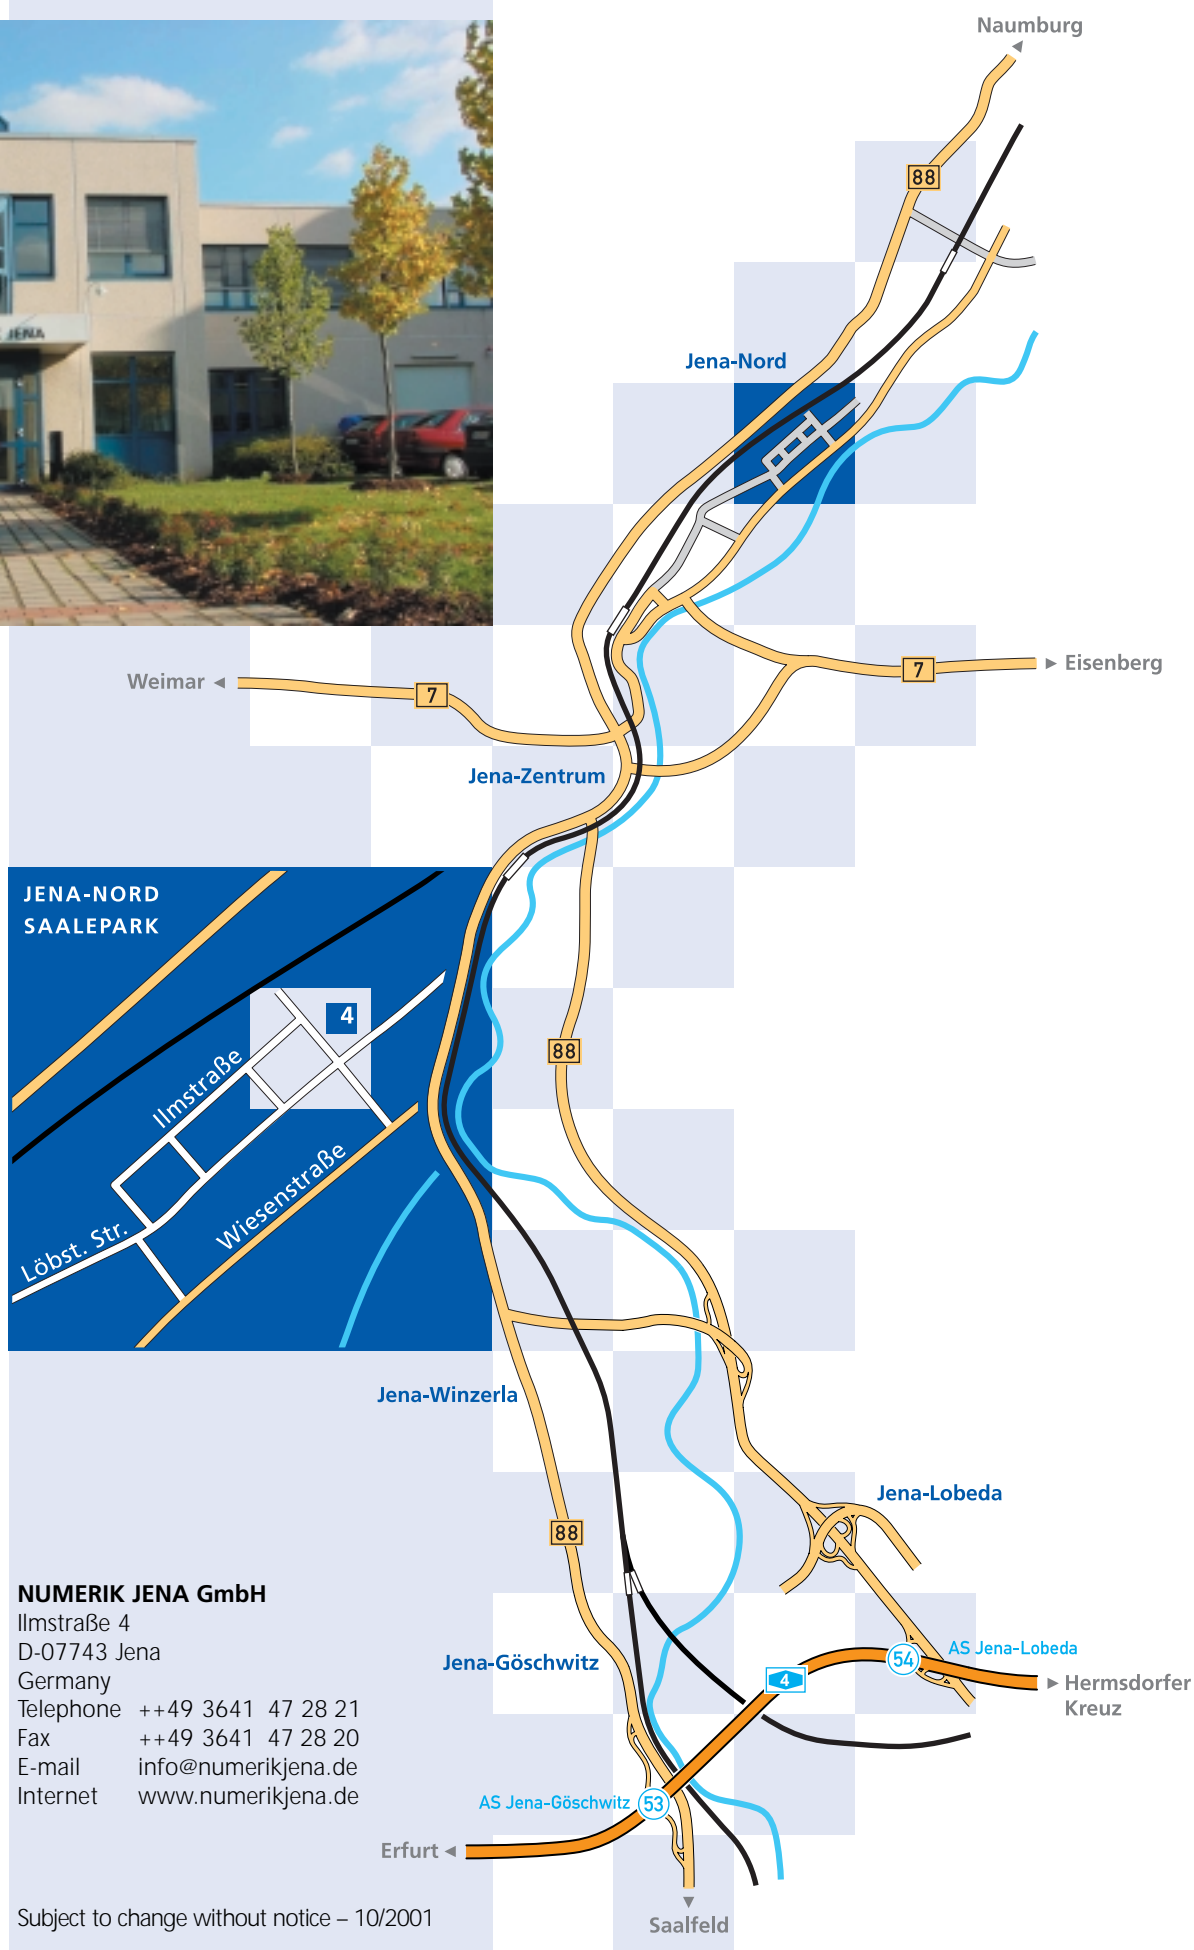 Naumburg
88
JENA
Jena-Nord
Weimar
7
7
Eisenberg
Jena-Zentrum
JENA-NORD
SAALEPARK
4
Ilmstraße
Wiesenstraße
Löbst. Str.
88
Jena-Winzerla
Jena-Lobeda
88
NUMERIK JENA GmbH
Ilmstraße 4
D-07743 Jena
Germany
Telephone ++49 3641 47 28 21
Fax ++49 3641 47 28 20
E-mail info@numerikjena.de
Internet www.numerikjena.de
Jena-Göschwitz
54
AS Jena-Lobeda
4
Hermsdorfer
Kreuz
AS Jena-Göschwitz
53
Erfurt
Saalfeld
Subject to change without notice – 10/2001